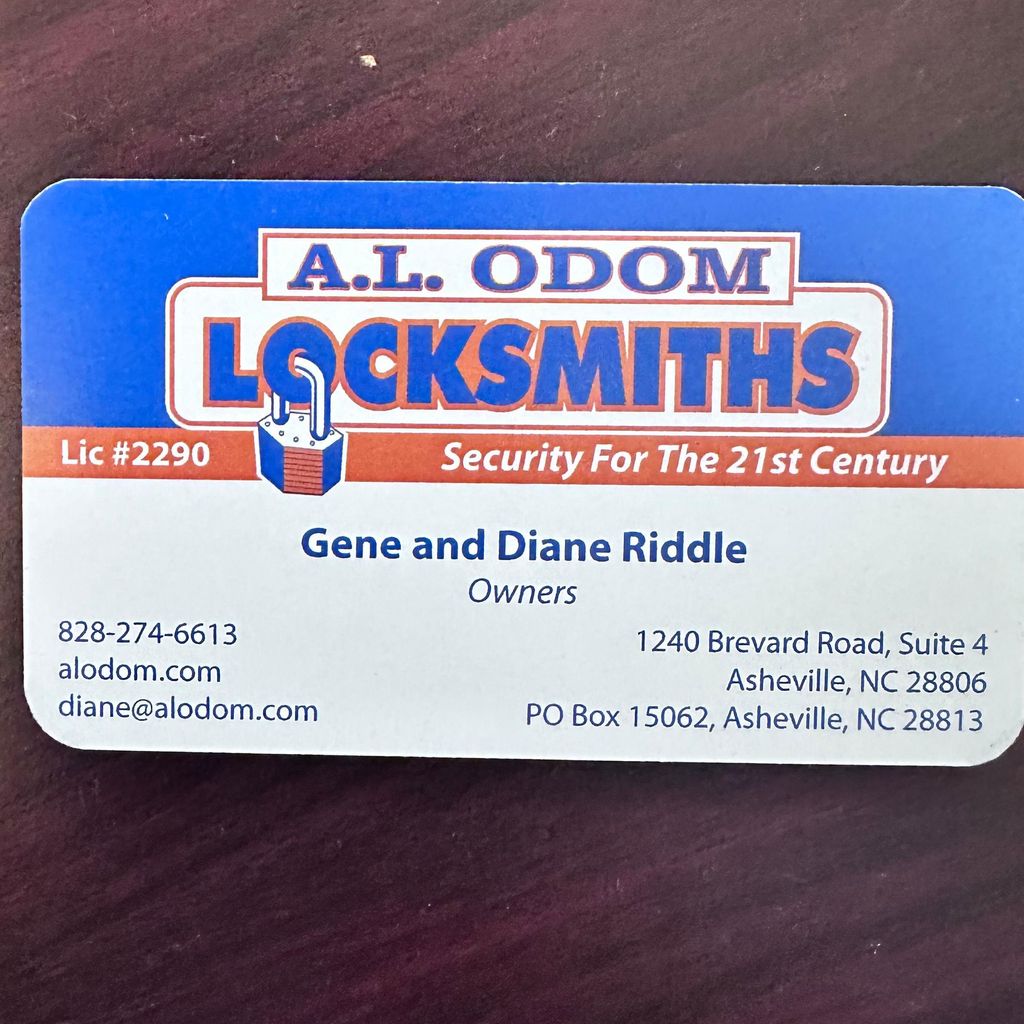 A.L. ODOM
LOCKSMITHS
Lic #2290
Security For The 21st Century
Gene and Diane Riddle
Owners
828-274-6613
alodom.com
diane@alodom.com
1240 Brevard Road, Suite 4
Asheville, NC 28806
PO Box 15062, Asheville, NC 28813